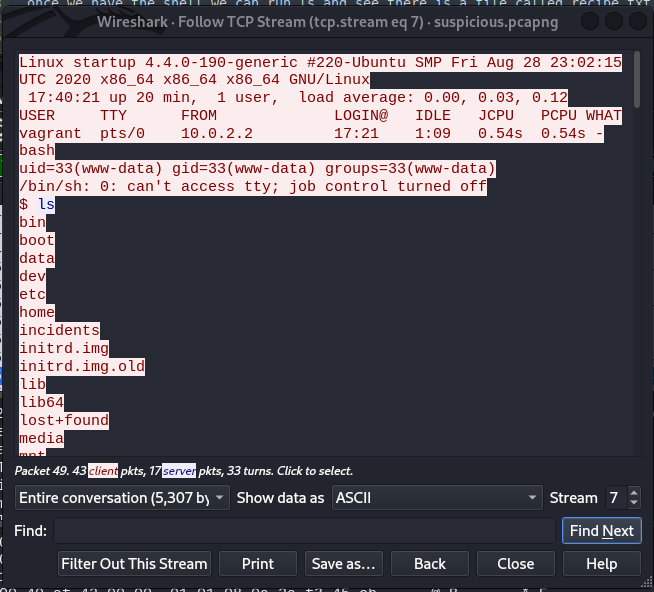 once we have the shell we can run ls and see there is a file called recipe.txt
Wireshark · Follow TCP Stream (tcp.stream eq 7) · suspicious.pcapng
Linux startup 4.4.0-190-generic #220-Ubuntu SMP Fri Aug 28 23:02:15
UTC 2020 x86_64 x86_64 x86_64 GNU/Linux
17:40:21 up 20 min,  1 user,  load average: 0.00, 0.03, 0.12
USER     TTY      FROM             LOGIN@   IDLE   JCPU   PCPU WHAT
vagrant  pts/0    10.0.2.2         17:21    1:09   0.54s  0.54s -
bash
uid=33(www-data) gid=33(www-data) groups=33(www-data)
/bin/sh: 0: can't access tty; job control turned off
$ ls
bin
boot
data
dev
etc
home
incidents
initrd.img
initrd.img.old
lib
lib64
lost+found
media
mnt
Packet 49. 43 client pkts, 17 server pkts, 33 turns. Click to select.
Entire conversation (5,307 by Show data as ASCII Stream 7
Find: Find Next
Filter Out This Stream Print Save as… Back Close Help